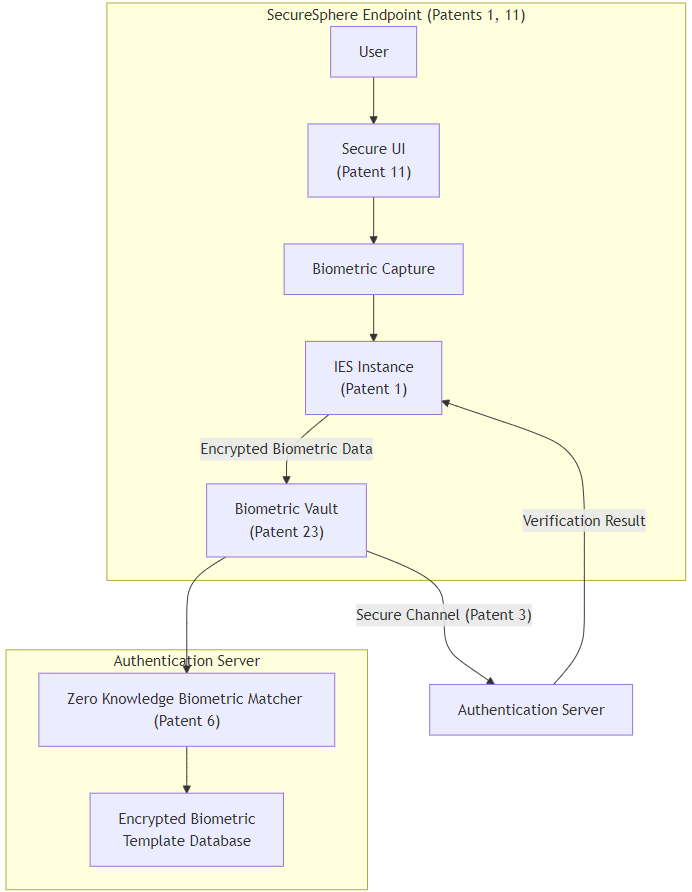 SecureSphere Endpoint (Patents 1, 11)
User
Secure UI
(Patent 11)
Biometric Capture
IES Instance
(Patent 1)
Encrypted Biometric Data
Biometric Vault
(Patent 23)
Verification Result
Secure Channel (Patent 3)
Authentication Server
Zero Knowledge Biometric Matcher
(Patent 6)
Authentication Server
Encrypted Biometric
Template Database